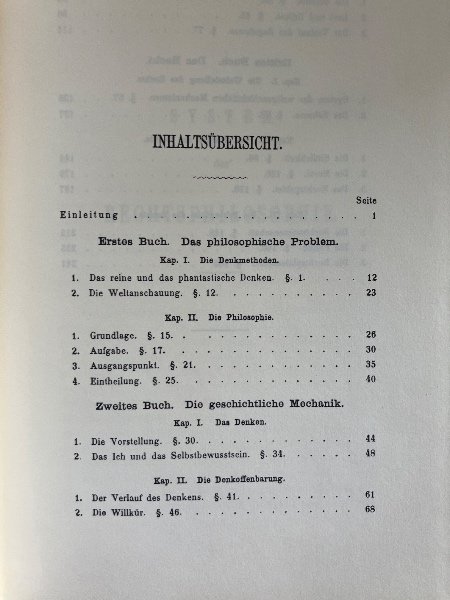 INHALTSÜBERSICHT.
Seite
Einleitung . . . . . . . . . . . . . . . . . . 1
Erstes Buch. Das philosophische Problem.
Kap. I. Die Denkmethoden.
1. Das reine und das phantastische Denken. §. 1. . . . . . 12
2. Die Weltanschauung. §. 12. . . . . . . . . . . 23
Kap. II. Die Philosophie.
1. Grundlage. §. 15. . . . . . . . . . . . . . 26
2. Aufgabe. §. 17. . . . . . . . . . . . . . . 30
3. Ausgangspunkt. §. 21. . . . . . . . . . . . . 35
4. Eintheilung. §. 25. . . . . . . . . . . . . . 40
Zweites Buch. Die geschichtliche Mechanik.
Kap. I. Das Denken.
1. Die Vorstellung. §. 30. . . . . . . . . . . . . 44
2. Das Ich und das Selbstbewusstsein. §. 34. . . . . . . 48
Kap. II. Die Denkoffenbarung.
1. Der Verlauf des Denkens. §. 41. . . . . . . . . . 61
2. Die Willkür. §. 46. . . . . . . . . . . . . . 68